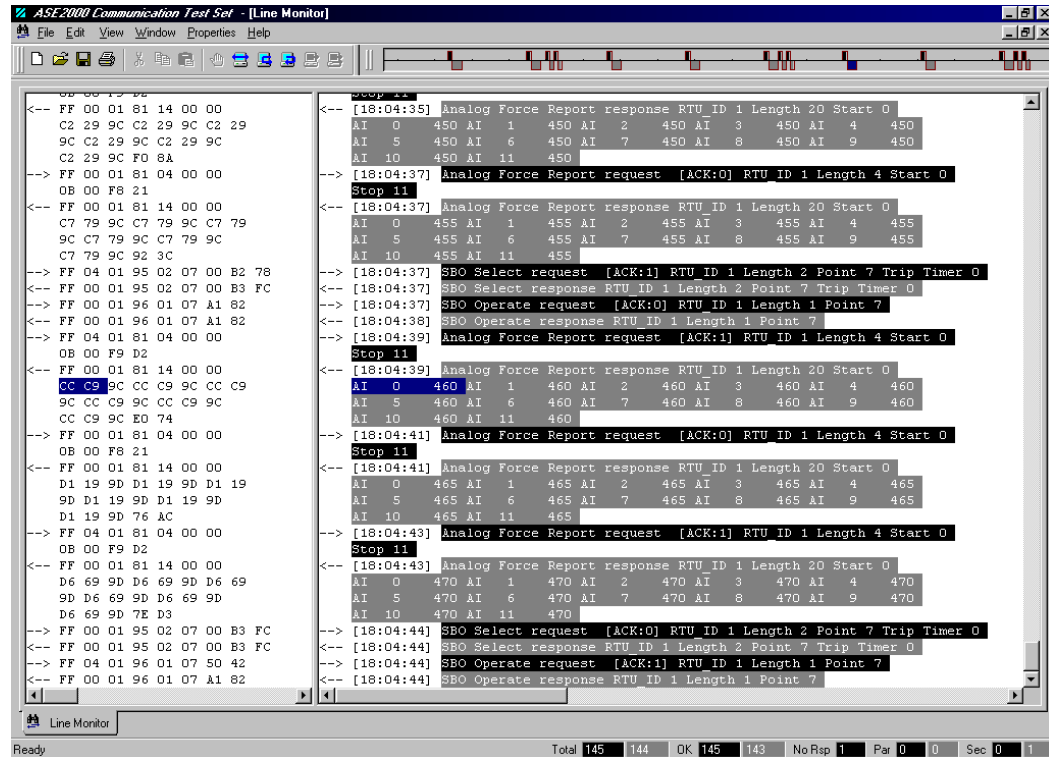 ASE2000 Communication Test Set - [Line Monitor]
File Edit View Window Properties Help
<-- FF 00 01 81 14 00 00
C2 29 9C C2 29 9C C2 29
9C C2 29 9C C2 29 9C
C2 29 9C F0 8A
--> FF 00 01 81 04 00 00
0B 00 F8 21
<-- FF 00 01 81 14 00 00
C7 79 9C C7 79 9C C7 79
9C C7 79 9C C7 79 9C
C7 79 9C 92 3C
--> FF 04 01 95 02 07 00 B2 78
<-- FF 00 01 95 02 07 00 B3 FC
--> FF 00 01 96 01 07 A1 82
<-- FF 00 01 96 01 07 A1 82
--> FF 04 01 81 04 00 00
0B 00 F9 D2
<-- FF 00 01 81 14 00 00
CC C9 9C CC C9 9C CC C9
9C CC C9 9C CC C9 9C
CC C9 9C E0 74
--> FF 00 01 81 04 00 00
0B 00 F8 21
<-- FF 00 01 81 14 00 00
D1 19 9D D1 19 9D D1 19
9D D1 19 9D D1 19 9D
D1 19 9D 76 AC
--> FF 04 01 81 04 00 00
0B 00 F9 D2
<-- FF 00 01 81 14 00 00
D6 69 9D D6 69 9D D6 69
9D D6 69 9D D6 69 9D
D6 69 9D 7E D3
--> FF 00 01 95 02 07 00 B3 FC
<-- FF 00 01 95 02 07 00 B3 FC
--> FF 04 01 96 01 07 50 42
<-- FF 00 01 96 01 07 A1 82
Stop 11
<-- [18:04:35] Analog Force Report response RTU_ID 1 Length 20 Start 0
AI 0 450 AI 1 450 AI 2 450 AI 3 450 AI 4 450
AI 5 450 AI 6 450 AI 7 450 AI 8 450 AI 9 450
AI 10 450 AI 11 450
--> [18:04:37] Analog Force Report request [ACK:0] RTU_ID 1 Length 4 Start 0
Stop 11
<-- [18:04:37] Analog Force Report response RTU_ID 1 Length 20 Start 0
AI 0 455 AI 1 455 AI 2 455 AI 3 455 AI 4 455
AI 5 455 AI 6 455 AI 7 455 AI 8 455 AI 9 455
AI 10 455 AI 11 455
--> [18:04:37] SBO Select request [ACK:1] RTU_ID 1 Length 2 Point 7 Trip Timer 0
<-- [18:04:37] SBO Select response RTU_ID 1 Length 2 Point 7 Trip Timer 0
--> [18:04:37] SBO Operate request [ACK:0] RTU_ID 1 Length 1 Point 7
<-- [18:04:38] SBO Operate response RTU_ID 1 Length 1 Point 7
--> [18:04:39] Analog Force Report request [ACK:1] RTU_ID 1 Length 4 Start 0
Stop 11
<-- [18:04:39] Analog Force Report response RTU_ID 1 Length 20 Start 0
AI 0 460 AI 1 460 AI 2 460 AI 3 460 AI 4 460
AI 5 460 AI 6 460 AI 7 460 AI 8 460 AI 9 460
AI 10 460 AI 11 460
--> [18:04:41] Analog Force Report request [ACK:0] RTU_ID 1 Length 4 Start 0
Stop 11
<-- [18:04:41] Analog Force Report response RTU_ID 1 Length 20 Start 0
AI 0 465 AI 1 465 AI 2 465 AI 3 465 AI 4 465
AI 5 465 AI 6 465 AI 7 465 AI 8 465 AI 9 465
AI 10 465 AI 11 465
--> [18:04:43] Analog Force Report request [ACK:1] RTU_ID 1 Length 4 Start 0
Stop 11
<-- [18:04:43] Analog Force Report response RTU_ID 1 Length 20 Start 0
AI 0 470 AI 1 470 AI 2 470 AI 3 470 AI 4 470
AI 5 470 AI 6 470 AI 7 470 AI 8 470 AI 9 470
AI 10 470 AI 11 470
--> [18:04:44] SBO Select request [ACK:0] RTU_ID 1 Length 2 Point 7 Trip Timer 0
<-- [18:04:44] SBO Select response RTU_ID 1 Length 2 Point 7 Trip Timer 0
--> [18:04:44] SBO Operate request [ACK:1] RTU_ID 1 Length 1 Point 7
<-- [18:04:44] SBO Operate response RTU_ID 1 Length 1 Point 7
Line Monitor
Ready Total 145 144 OK 145 143 No Rsp 1 Par 0 0 Sec 0 1